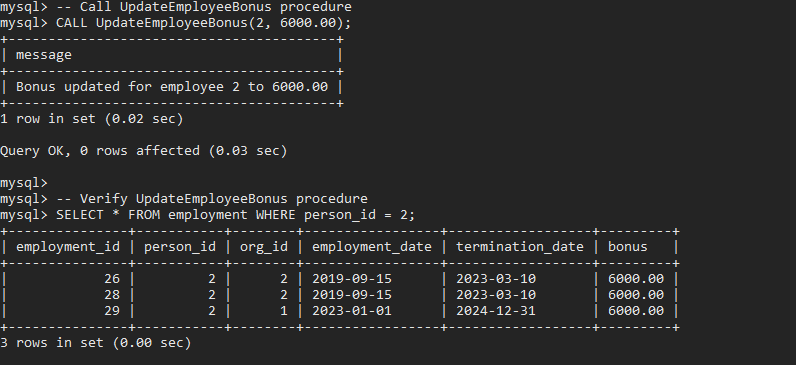 mysql> -- Call UpdateEmployeeBonus procedure
mysql> CALL UpdateEmployeeBonus(2, 6000.00);
+-----------------------------------------+
| message                                 |
+-----------------------------------------+
| Bonus updated for employee 2 to 6000.00 |
+-----------------------------------------+
1 row in set (0.02 sec)

Query OK, 0 rows affected (0.03 sec)

mysql>
mysql> -- Verify UpdateEmployeeBonus procedure
mysql> SELECT * FROM employment WHERE person_id = 2;
+---------------+-----------+--------+-----------------+------------------+---------+
| employment_id | person_id | org_id | employment_date | termination_date | bonus   |
+---------------+-----------+--------+-----------------+------------------+---------+
|            26 |         2 |      2 | 2019-09-15      | 2023-03-10       | 6000.00 |
|            28 |         2 |      2 | 2019-09-15      | 2023-03-10       | 6000.00 |
|            29 |         2 |      1 | 2023-01-01      | 2024-12-31       | 6000.00 |
+---------------+-----------+--------+-----------------+------------------+---------+
3 rows in set (0.00 sec)